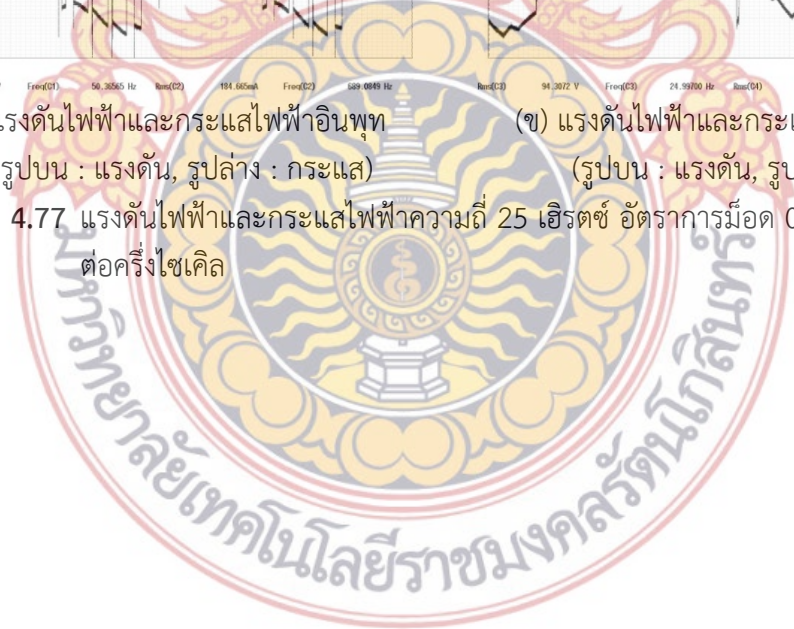 Freq(C1) 50.36565 Hz Rms(C2) 184.665mA Freq(C2) 689.0849 Hz Rms(C3) 94.3072 V Freq(C3) 24.99700 Hz Rms(C4)
แรงดันไฟฟ้าและกระแสไฟฟ้าอินพุท (ข) แรงดันไฟฟ้าและกระแ
รูปบน : แรงดัน, รูปล่าง : กระแส) (รูปบน : แรงดัน, รูป
4.77 แรงดันไฟฟ้าและกระแสไฟฟ้าความถี่ 25 เฮิรตซ์ อัตราการม็อด 0
ต่อครึ่งไซเคิล
มหาวิทยาลัยเทคโนโลยีราชมงคลรัตนโกสินทร์